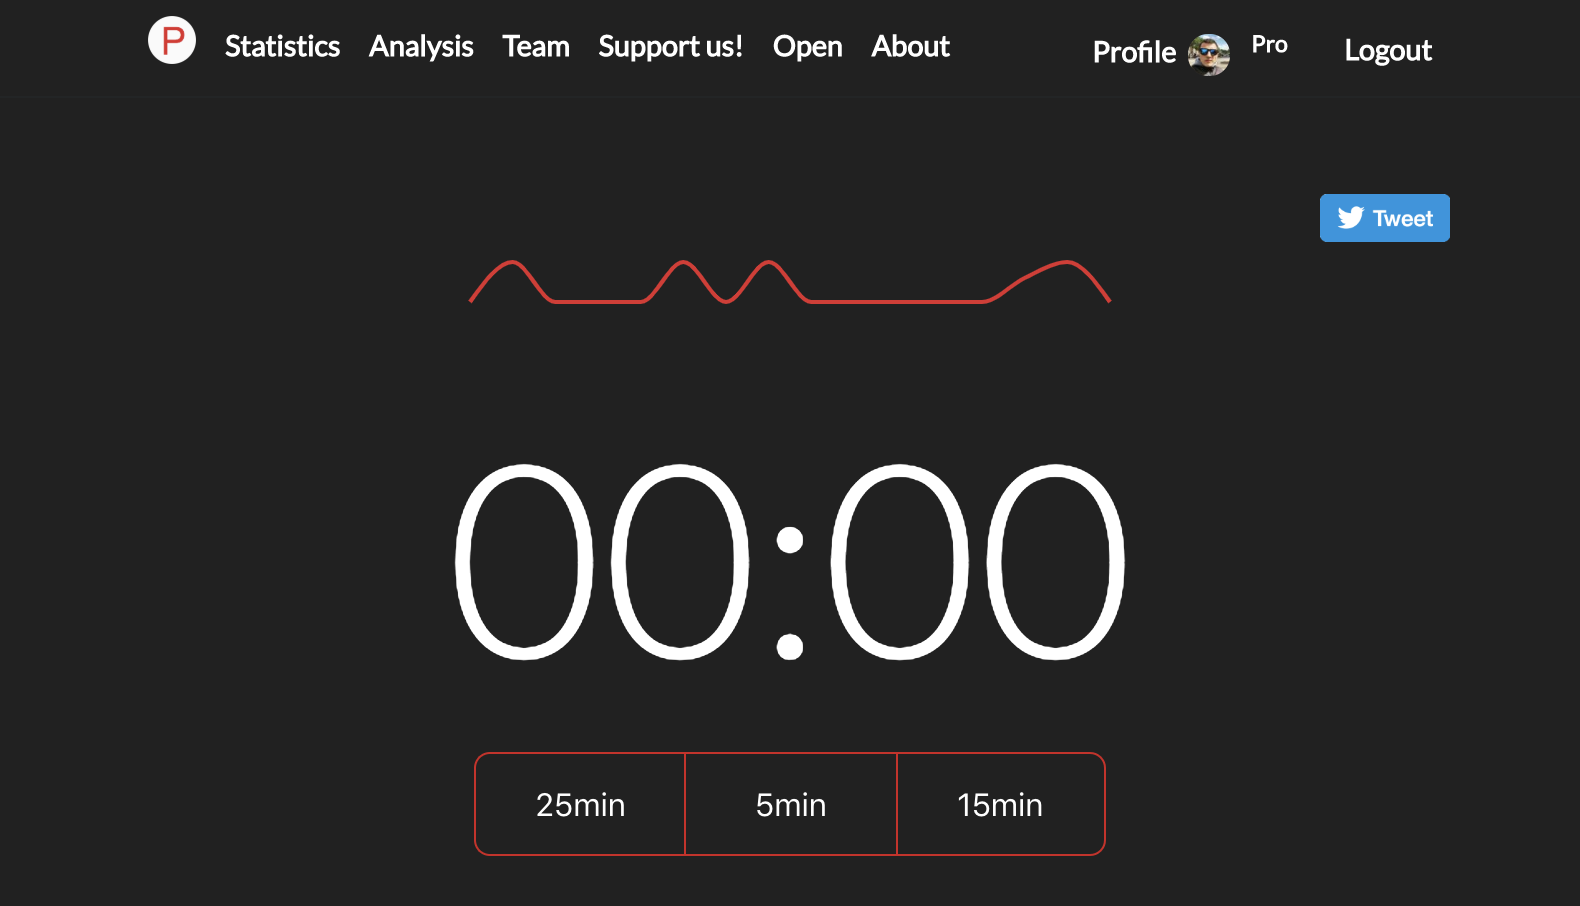 P Statistics Analysis Team Support us! Open About Profile Pro Logout
Tweet
00:00
25min 5min 15min